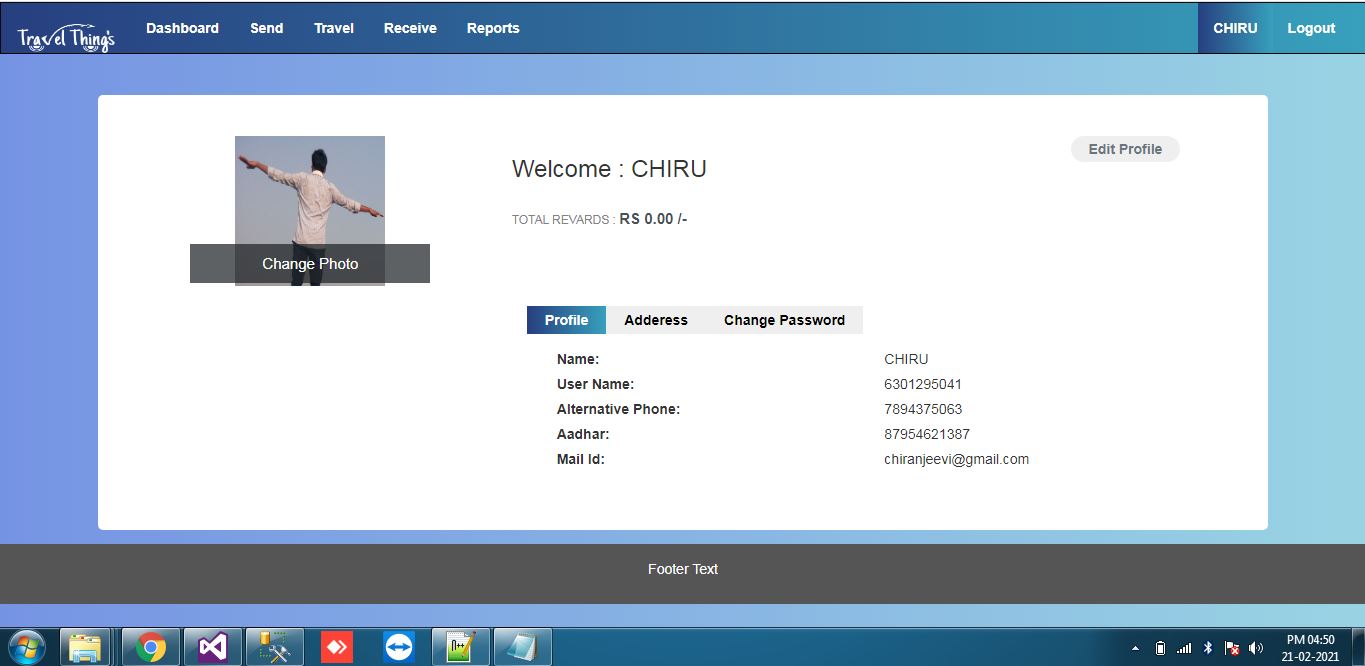 Travel Thing's
Dashboard Send Travel Receive Reports CHIRU Logout
Edit Profile
Welcome : CHIRU
TOTAL REVARDS : RS 0.00 /-
Change Photo
Profile Adderess Change Password
Name: CHIRU
User Name: 6301295041
Alternative Phone: 7894375063
Aadhar: 87954621387
Mail Id: chiranjeevi@gmail.com
Footer Text
PM 04:50
21-02-2021